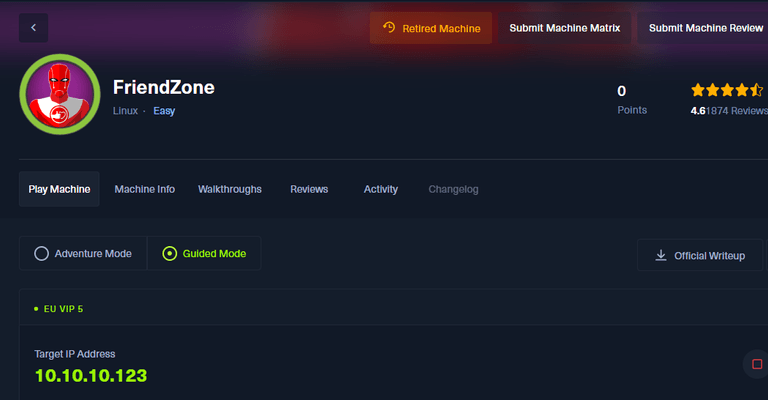 Retired Machine Submit Machine Matrix Submit Machine Review
FriendZone
Linux · Easy
0
Points
4.6 1874 Reviews
Play Machine Machine Info Walkthroughs Reviews Activity Changelog
Adventure Mode Guided Mode Official Writeup
EU VIP 5
Target IP Address
10.10.10.123